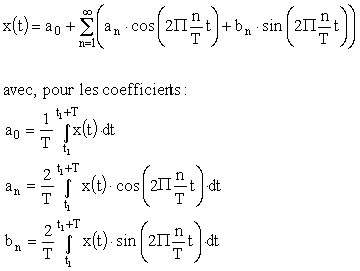 x(t) = a₀ + ∑_{n=1}^{∞} (aₙ · cos(2Π n/T t) + bₙ · sin(2Π n/T t))
avec, pour les coefficients :
a₀ = 1/T ∫_{t₁}^{t₁+T} x(t)·dt
aₙ = 2/T ∫_{t₁}^{t₁+T} x(t)· cos(2Π n/T t)·dt
bₙ = 2/T ∫_{t₁}^{t₁+T} x(t)· sin(2Π n/T t)·dt